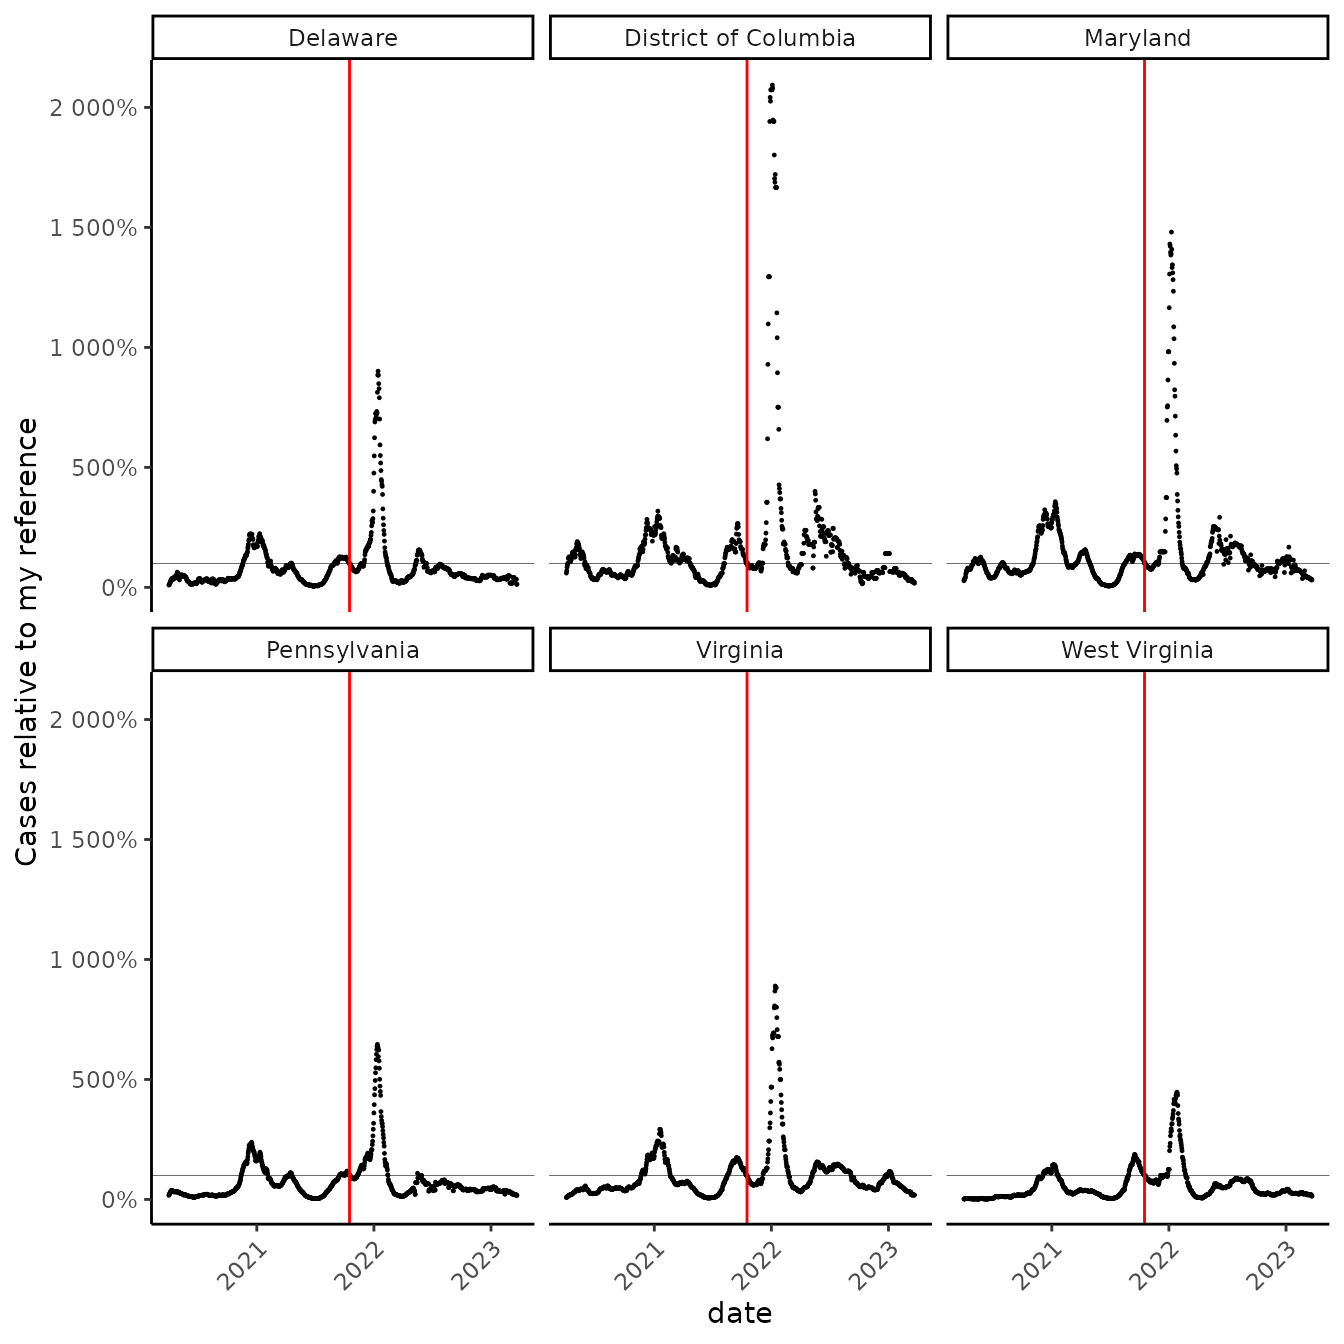 Delaware
District of Columbia
Maryland
2 000%
1 500%
1 000%
500%
0%
Pennsylvania
Virginia
West Virginia
2 000%
1 500%
1 000%
500%
0%
2021
2022
2023
2021
2022
2023
2021
2022
2023
date
Cases relative to my reference